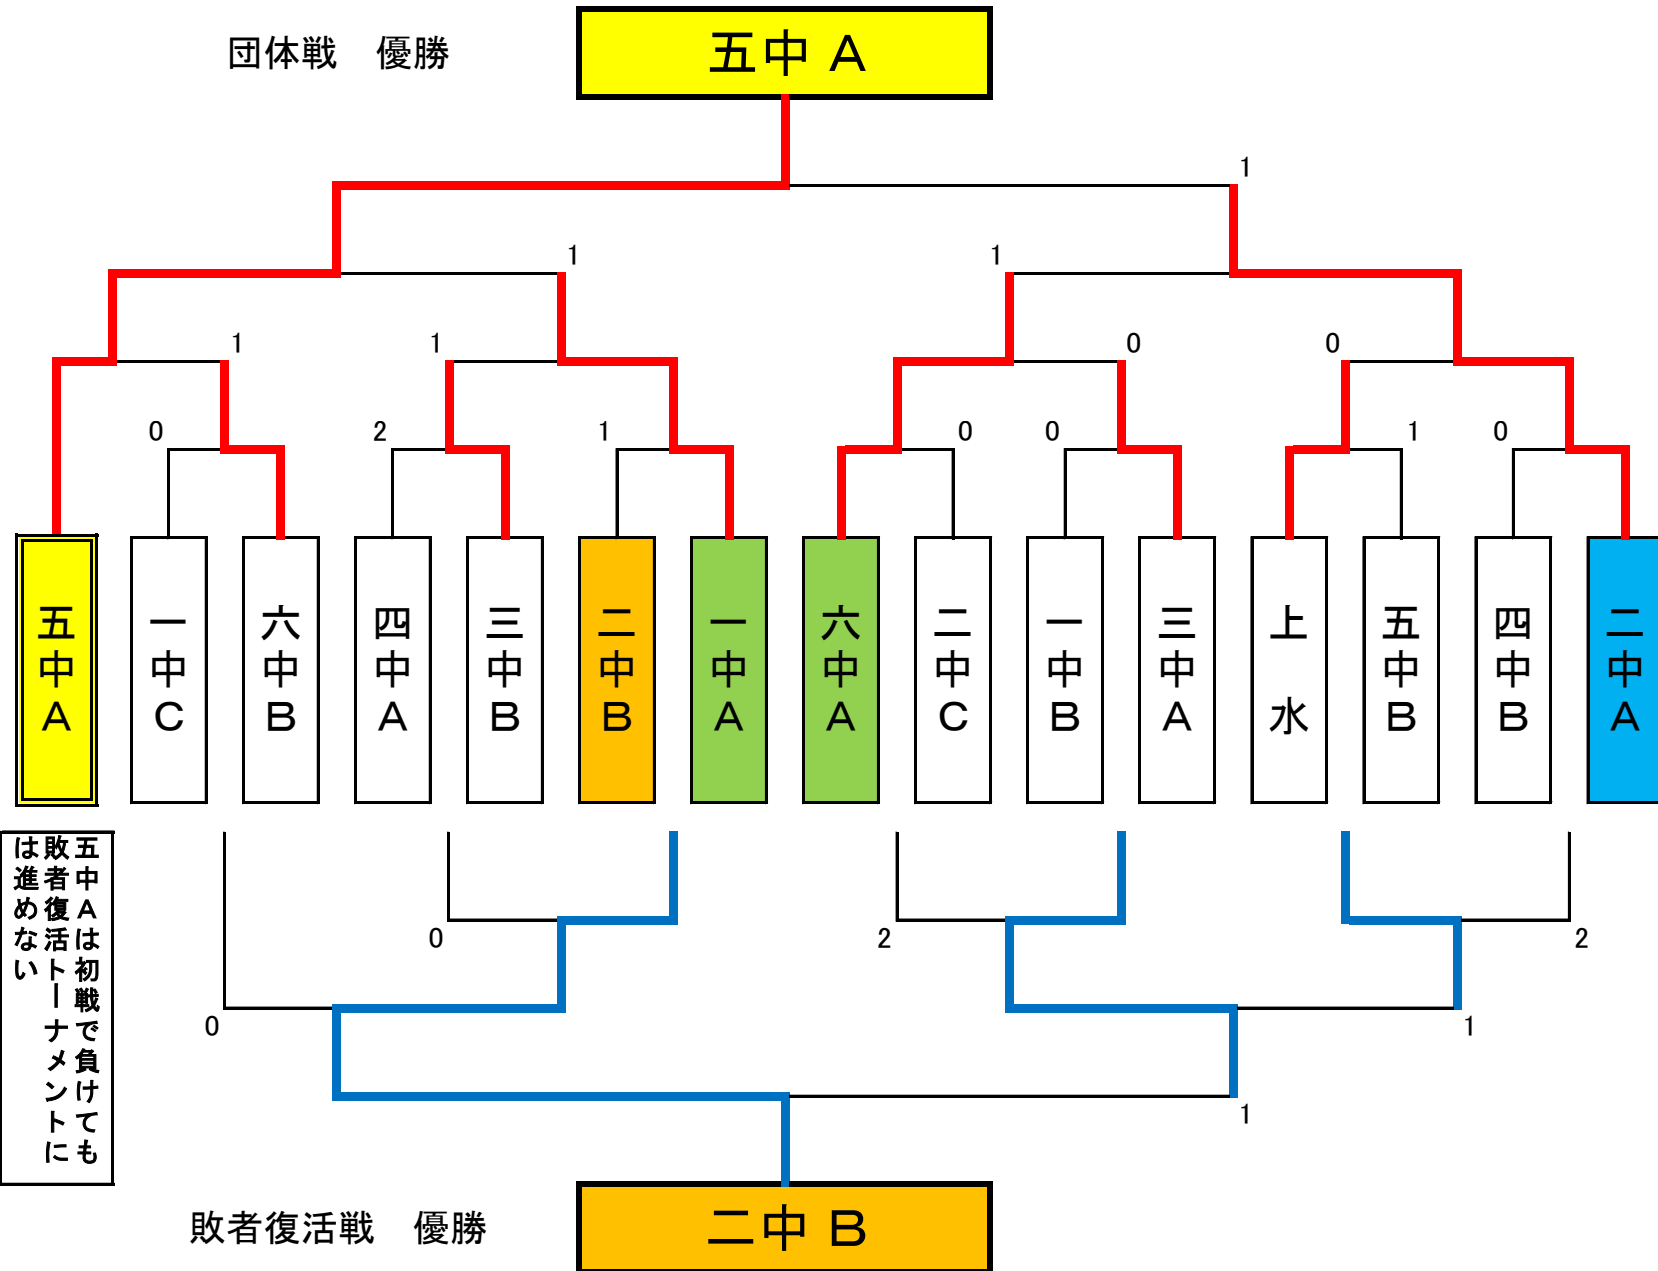 団体戦　優勝
五中 Ａ
1
1
1
1
1
0
0
0
2
1
0
0
1
0
五中Ａ
一中Ｃ
六中Ｂ
四中Ａ
三中Ｂ
二中Ｂ
一中Ａ
六中Ａ
二中Ｃ
一中Ｂ
三中Ａ
上　水
五中Ｂ
四中Ｂ
二中Ａ
五中Ａは初戦で負けても
敗者復活トーナメントに
は進めない
0
2
2
0
1
1
敗者復活戦　優勝
二中 Ｂ